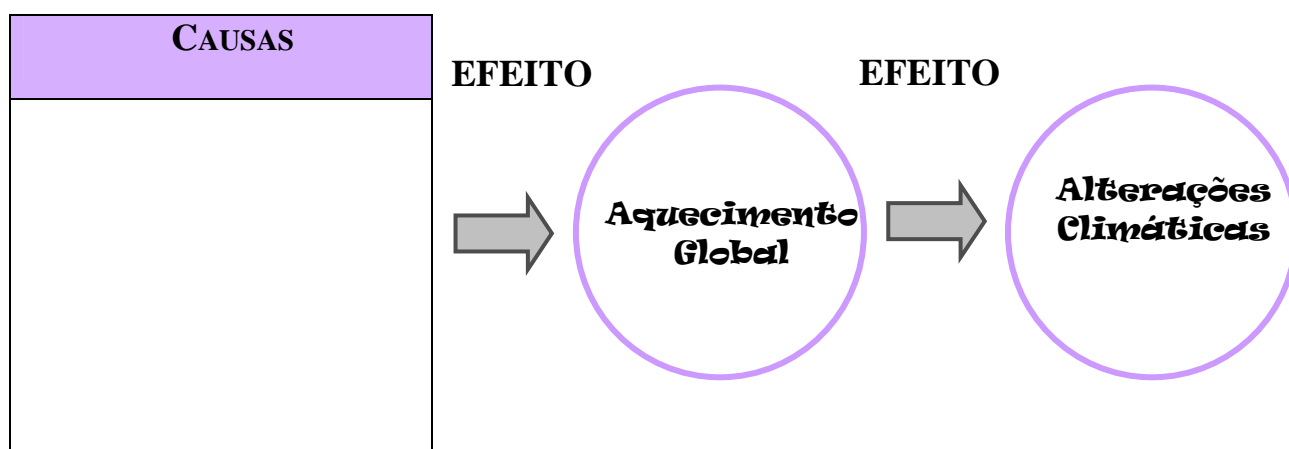 CAUSAS
EFEITO
EFEITO
Aquecimento
Global
Alterações
Climáticas